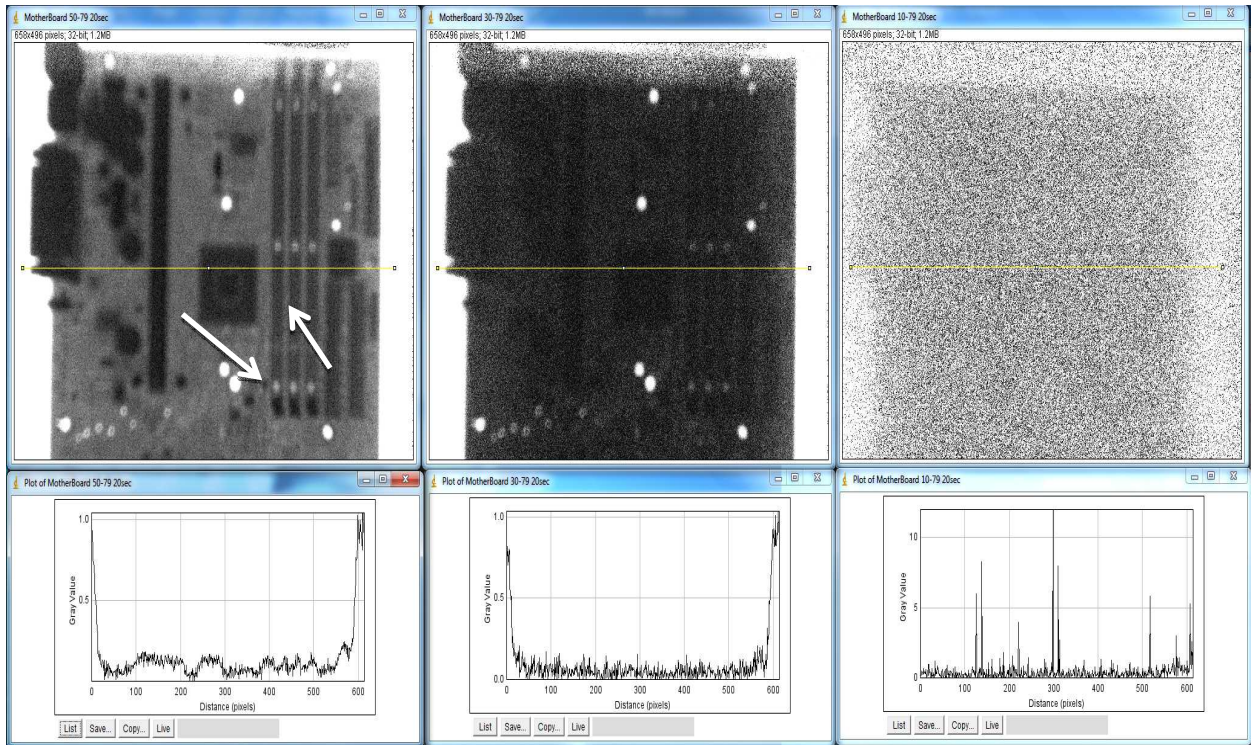 MotherBoard 50-79 20sec
658x496 pixels; 32-bit; 1.2MB
MotherBoard 30-79 20sec
658x496 pixels; 32-bit; 1.2MB
MotherBoard 10-79 20sec
658x496 pixels; 32-bit; 1.2MB
Plot of MotherBoard 50-79 20sec
1.0
0.5
Gray Value
0 100 200 300 400 500 600
Distance (pixels)
List Save... Copy... Live
Plot of MotherBoard 30-79 20sec
1.0
0.5
0.0
Gray Value
0 100 200 300 400 500 600
Distance (pixels)
List Save... Copy... Live
Plot of MotherBoard 10-79 20sec
10
5
0
Gray Value
0 100 200 300 400 500 600
Distance (pixels)
List Save... Copy... Live